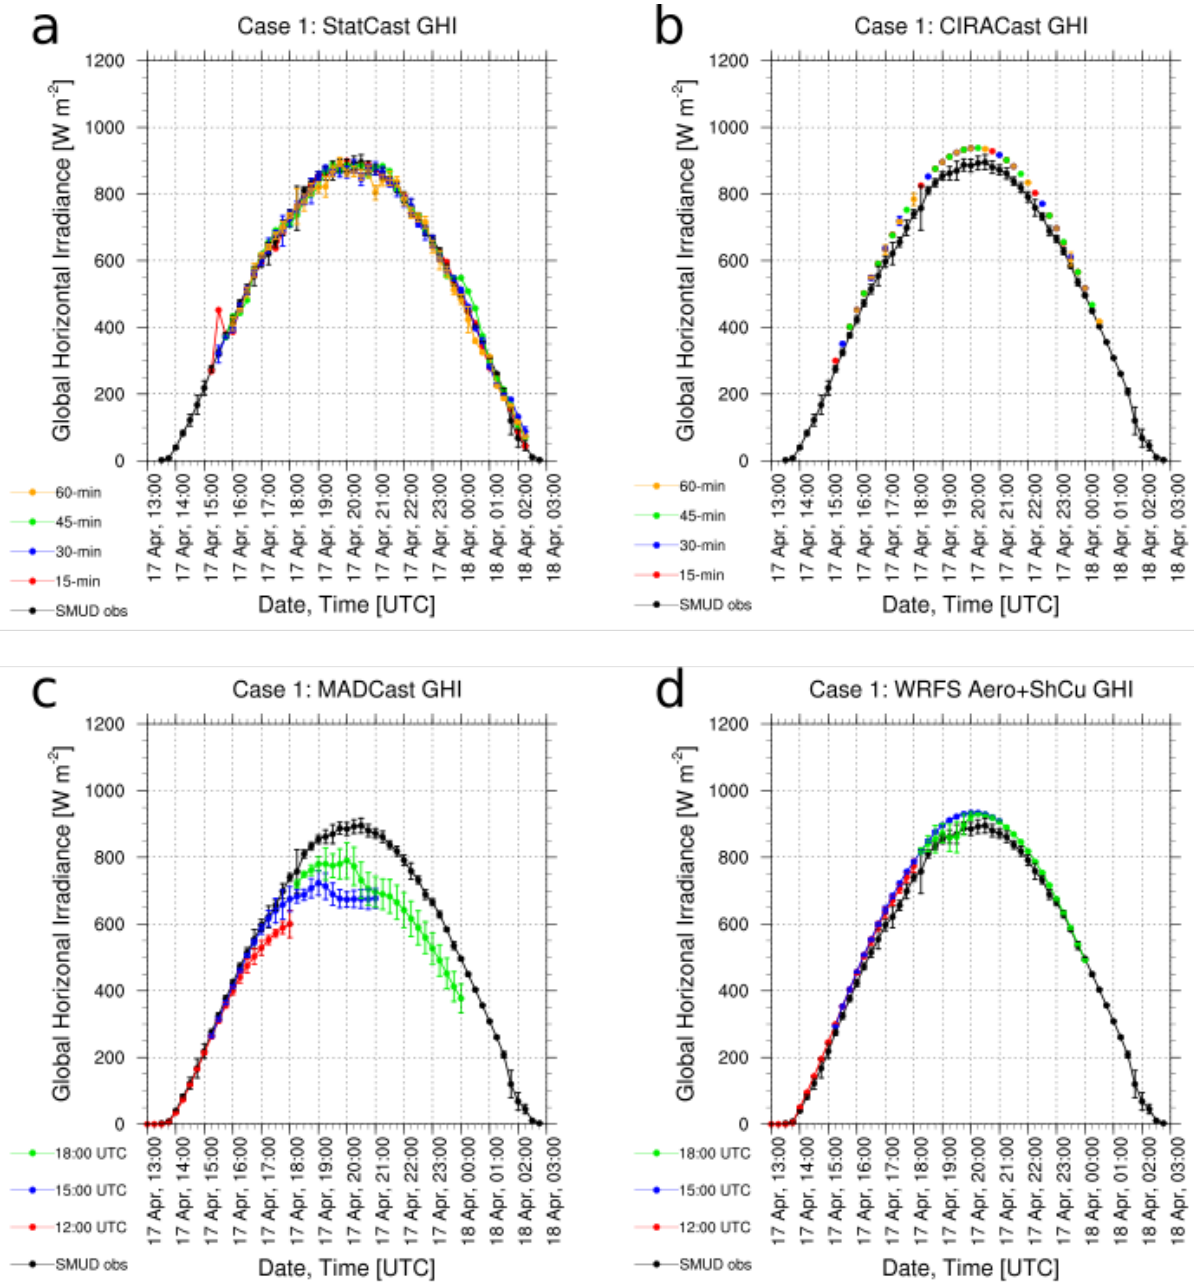 a
Case 1: StatCast GHI
Global Horizontal Irradiance [W m-2]
1200
1000
800
600
400
200
0
17 Apr, 13:00
17 Apr, 14:00
17 Apr, 15:00
17 Apr, 16:00
17 Apr, 17:00
17 Apr, 18:00
17 Apr, 19:00
17 Apr, 20:00
17 Apr, 21:00
17 Apr, 22:00
17 Apr, 23:00
18 Apr, 00:00
18 Apr, 01:00
18 Apr, 02:00
18 Apr, 03:00
60-min
45-min
30-min
15-min
SMUD obs
Date, Time [UTC]
b
Case 1: CIRACast GHI
Global Horizontal Irradiance [W m-2]
1200
1000
800
600
400
200
0
17 Apr, 13:00
17 Apr, 14:00
17 Apr, 15:00
17 Apr, 16:00
17 Apr, 17:00
17 Apr, 18:00
17 Apr, 19:00
17 Apr, 20:00
17 Apr, 21:00
17 Apr, 22:00
17 Apr, 23:00
18 Apr, 00:00
18 Apr, 01:00
18 Apr, 02:00
18 Apr, 03:00
60-min
45-min
30-min
15-min
SMUD obs
Date, Time [UTC]
c
Case 1: MADCast GHI
Global Horizonal Irradiance [W m-2]
1200
1000
800
600
400
200
0
17 Apr, 13:00
17 Apr, 14:00
17 Apr, 15:00
17 Apr, 16:00
17 Apr, 17:00
17 Apr, 18:00
17 Apr, 19:00
17 Apr, 20:00
17 Apr, 21:00
17 Apr, 22:00
17 Apr, 23:00
18 Apr, 00:00
18 Apr, 01:00
18 Apr, 02:00
18 Apr, 03:00
18:00 UTC
15:00 UTC
12:00 UTC
SMUD obs
Date, Time [UTC]
d
Case 1: WRFS Aero+ShCu GHI
Global Horizonal Irradiance [W m-2]
1200
1000
800
600
400
200
0
17 Apr, 13:00
17 Apr, 14:00
17 Apr, 15:00
17 Apr, 16:00
17 Apr, 17:00
17 Apr, 18:00
17 Apr, 19:00
17 Apr, 20:00
17 Apr, 21:00
17 Apr, 22:00
17 Apr, 23:00
18 Apr, 00:00
18 Apr, 01:00
18 Apr, 02:00
18 Apr, 03:00
18:00 UTC
15:00 UTC
12:00 UTC
SMUD obs
Date, Time [UTC]